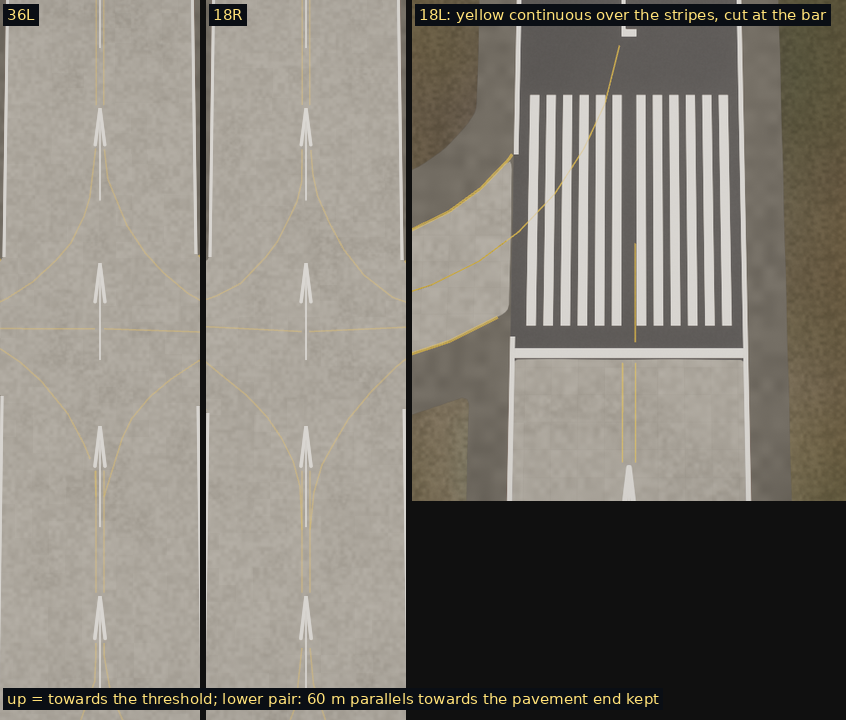 36L
18R
18L: yellow continuous over the stripes, cut at the bar
up = towards the threshold; lower pair: 60 m parallels towards the pavement end kept